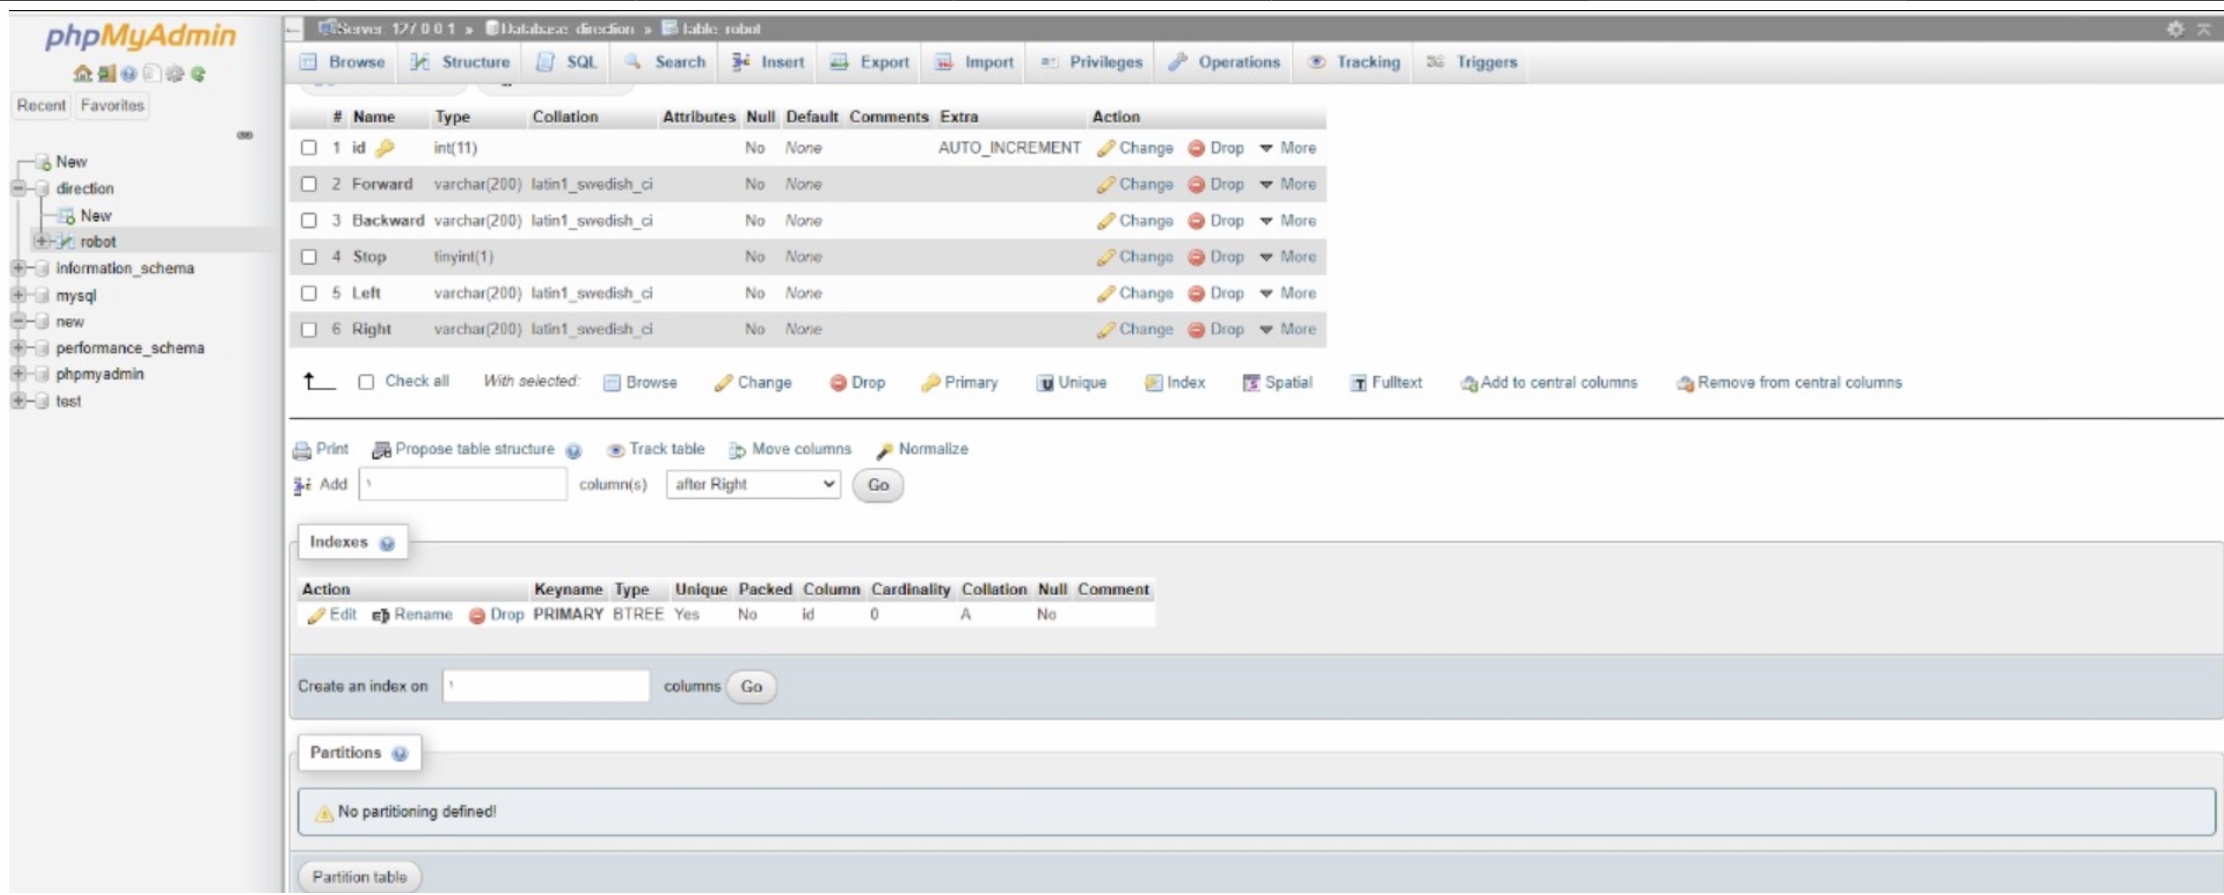 phpMyAdmin
Recent Favorites
New
direction
New
robot
information_schema
mysql
new
performance_schema
phpmyadmin
test
Server: 127.0.0.1 » Database: direction » Table: robot
Browse Structure SQL Search Insert Export Import Privileges Operations Tracking Triggers
# Name Type Collation Attributes Null Default Comments Extra Action
1 id int(11) No None AUTO_INCREMENT Change Drop More
2 Forward varchar(200) latin1_swedish_ci No None Change Drop More
3 Backward varchar(200) latin1_swedish_ci No None Change Drop More
4 Stop tinyint(1) No None Change Drop More
5 Left varchar(200) latin1_swedish_ci No None Change Drop More
6 Right varchar(200) latin1_swedish_ci No None Change Drop More
Check all With selected: Browse Change Drop Primary Unique Index Spatial Fulltext Add to central columns Remove from central columns
Print Propose table structure Track table Move columns Normalize
Add column(s) after Right Go
Indexes
Action Keyname Type Unique Packed Column Cardinality Collation Null Comment
Edit Rename Drop PRIMARY BTREE Yes No id 0 A No
Create an index on columns Go
Partitions
No partitioning defined!
Partition table